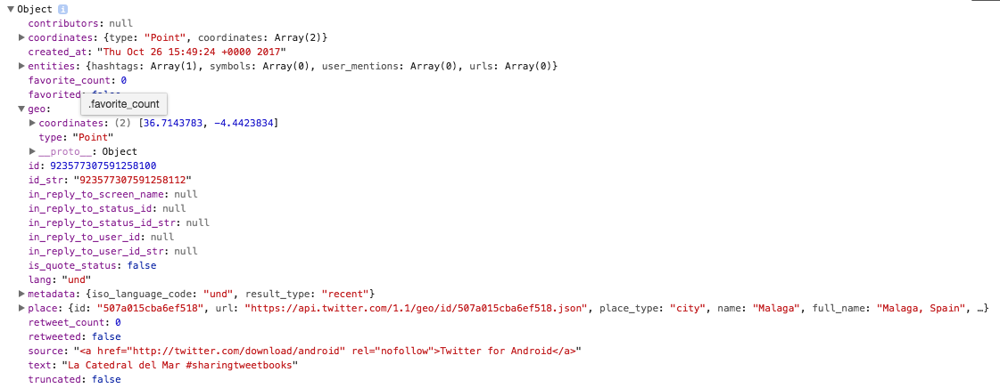 Object i
contributors: null
coordinates: {type: "Point", coordinates: Array(2)}
created_at: "Thu Oct 26 15:49:24 +0000 2017"
entities: {hashtags: Array(1), symbols: Array(0), user_mentions: Array(0), urls: Array(0)}
favorite_count: 0
favorited: false
.favorite_count
geo:
coordinates: (2) [36.7143783, -4.4423834]
type: "Point"
__proto__: Object
id: 923577307591258100
id_str: "923577307591258112"
in_reply_to_screen_name: null
in_reply_to_status_id: null
in_reply_to_status_id_str: null
in_reply_to_user_id: null
in_reply_to_user_id_str: null
is_quote_status: false
lang: "und"
metadata: {iso_language_code: "und", result_type: "recent"}
place: {id: "507a015cba6ef518", url: "https://api.twitter.com/1.1/geo/id/507a015cba6ef518.json", place_type: "city", name: "Malaga", full_name: "Malaga, Spain", …}
retweet_count: 0
retweeted: false
source: "<a href="http://twitter.com/download/android" rel="nofollow">Twitter for Android</a>"
text: "La Catedral del Mar #sharingtweetbooks"
truncated: false